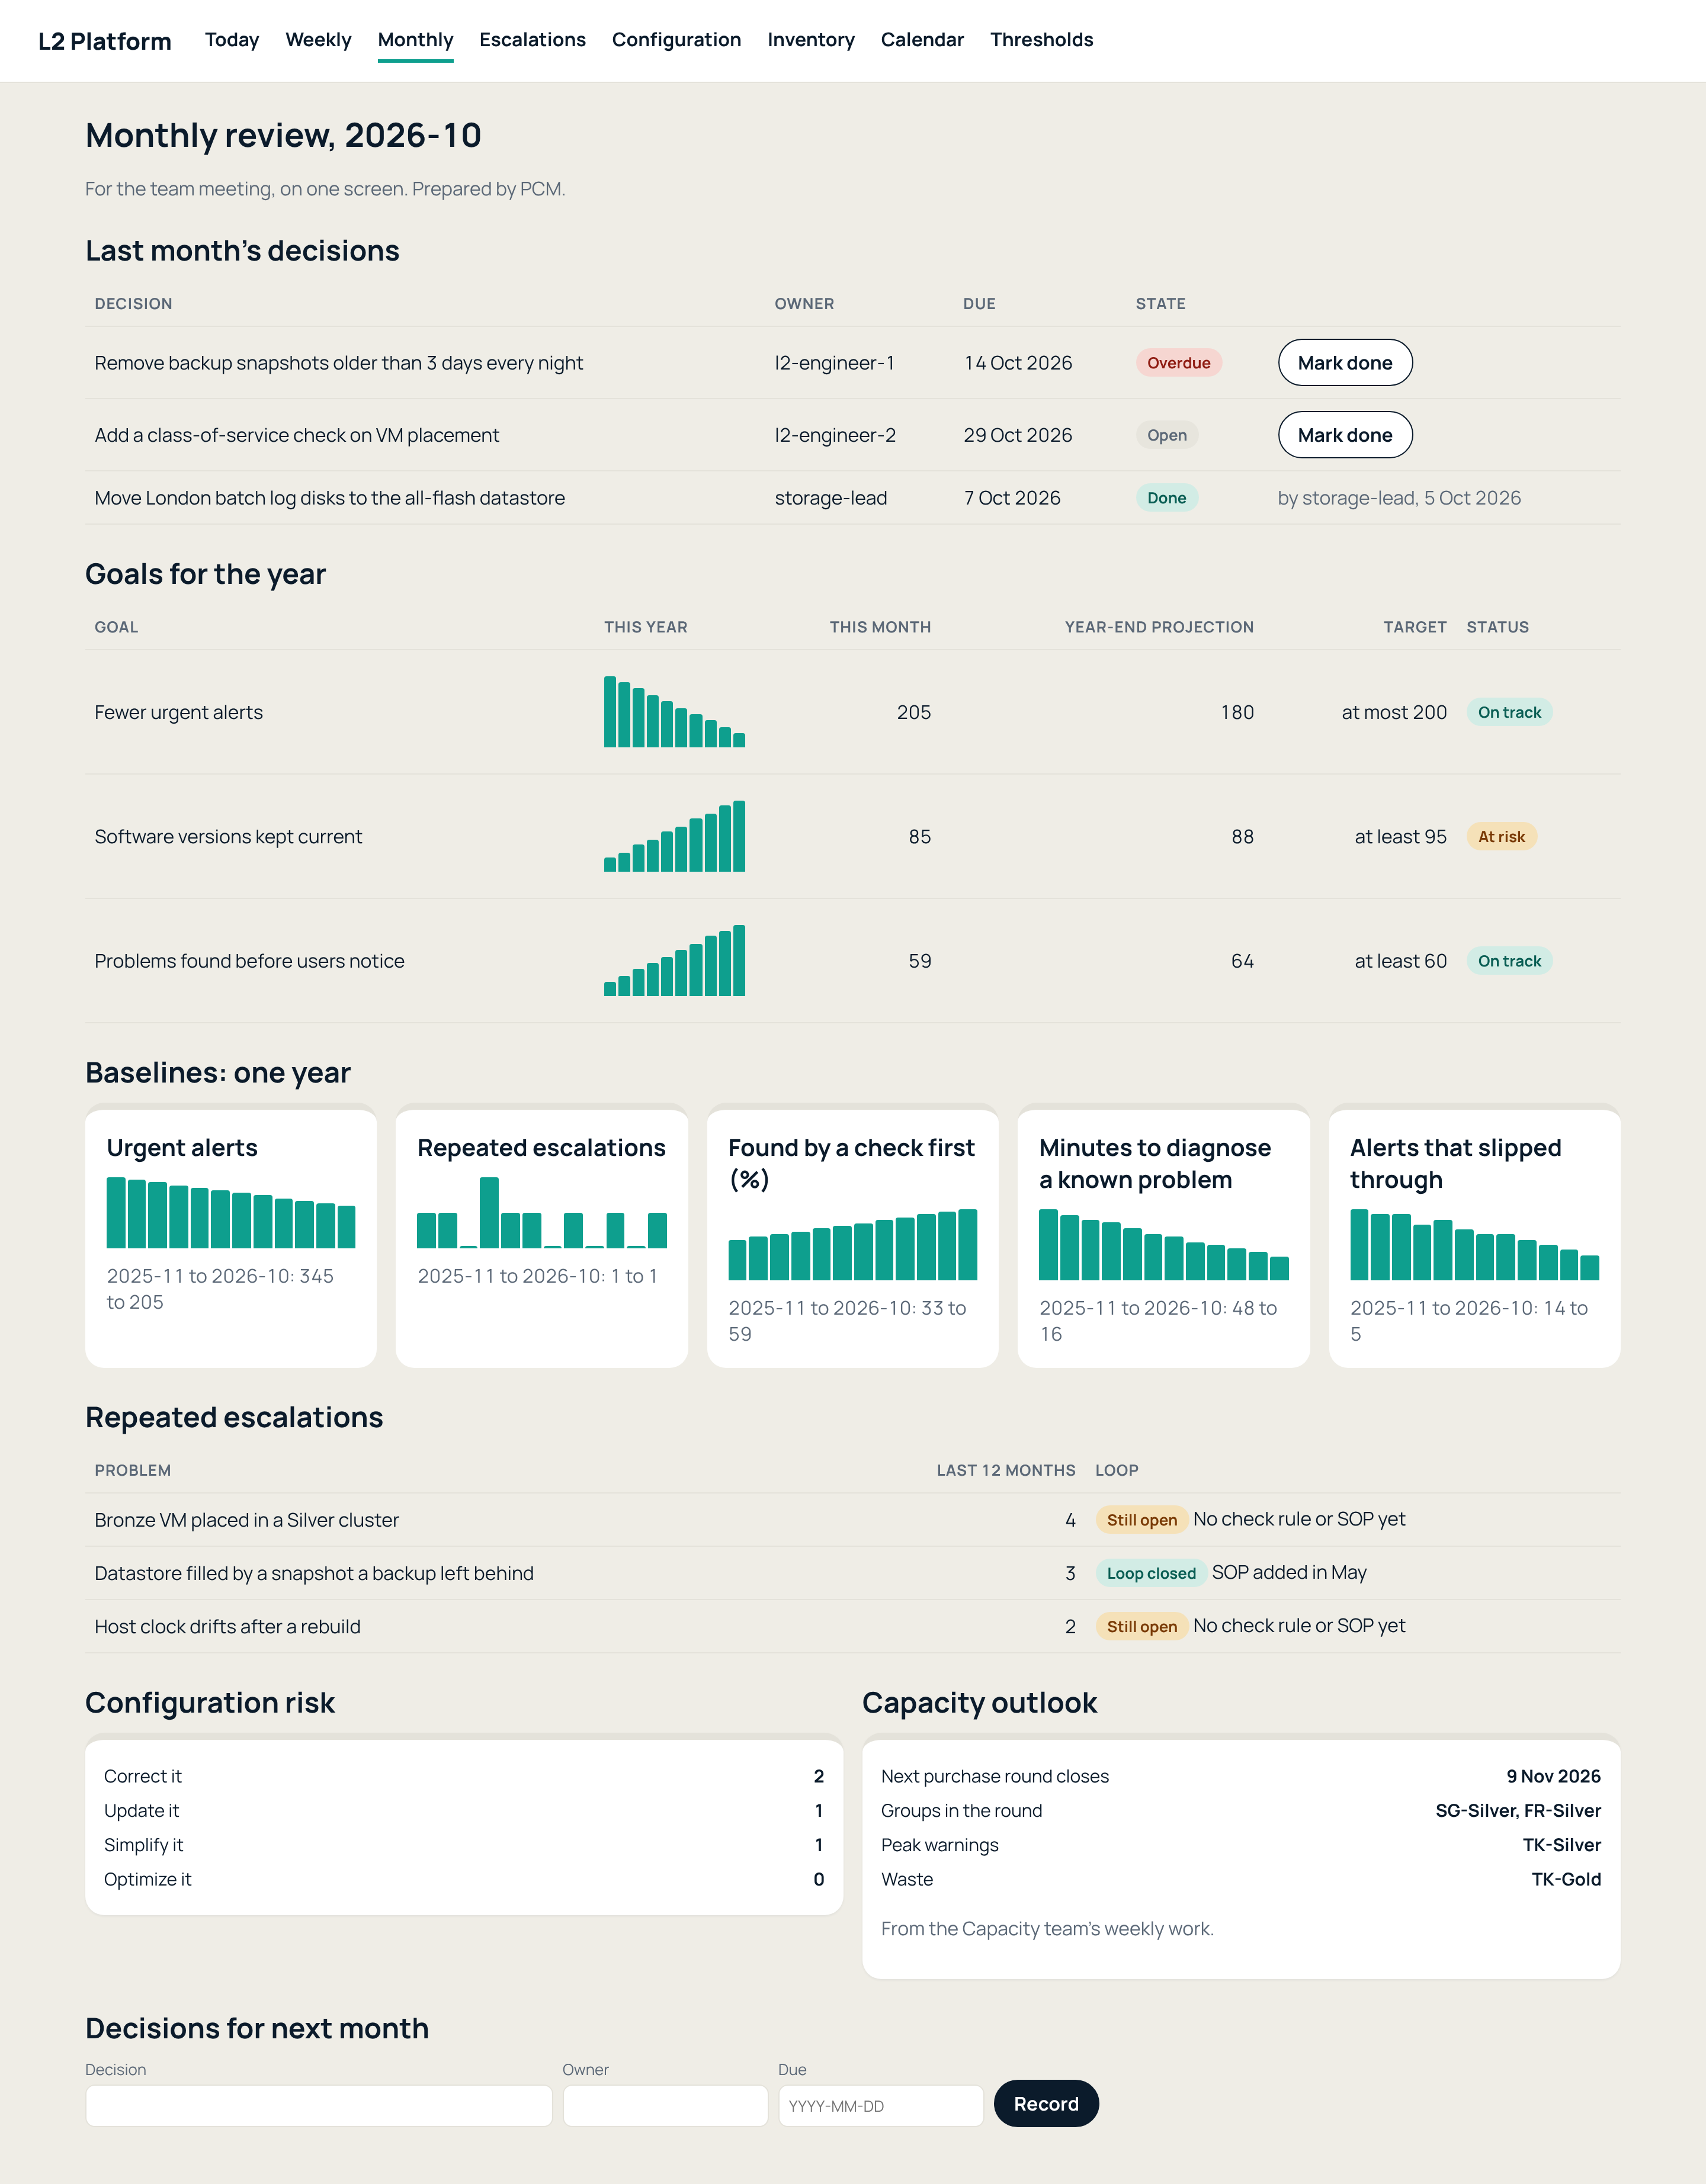 L2 Platform Today Weekly Monthly Escalations Configuration Inventory Calendar Thresholds
Monthly review, 2026-10
For the team meeting, on one screen. Prepared by PCM.
Last month’s decisions
DECISION OWNER DUE STATE
Remove backup snapshots older than 3 days every night l2-engineer-1 14 Oct 2026 Overdue Mark done
Add a class-of-service check on VM placement l2-engineer-2 29 Oct 2026 Open Mark done
Move London batch log disks to the all-flash datastore storage-lead 7 Oct 2026 Done by storage-lead, 5 Oct 2026
Goals for the year
GOAL THIS YEAR THIS MONTH YEAR-END PROJECTION TARGET STATUS
Fewer urgent alerts 205 180 at most 200 On track
Software versions kept current 85 88 at least 95 At risk
Problems found before users notice 59 64 at least 60 On track
Baselines: one year
Urgent alerts
2025-11 to 2026-10: 345
to 205
Repeated escalations
2025-11 to 2026-10: 1 to 1
Found by a check first
(%)
2025-11 to 2026-10: 33 to
59
Minutes to diagnose
a known problem
2025-11 to 2026-10: 48 to
16
Alerts that slipped
through
2025-11 to 2026-10: 14 to
5
Repeated escalations
PROBLEM LAST 12 MONTHS LOOP
Bronze VM placed in a Silver cluster 4 Still open No check rule or SOP yet
Datastore filled by a snapshot a backup left behind 3 Loop closed SOP added in May
Host clock drifts after a rebuild 2 Still open No check rule or SOP yet
Configuration risk
Correct it 2
Update it 1
Simplify it 1
Optimize it 0
Capacity outlook
Next purchase round closes 9 Nov 2026
Groups in the round SG-Silver, FR-Silver
Peak warnings TK-Silver
Waste TK-Gold
From the Capacity team’s weekly work.
Decisions for next month
Decision Owner Due
YYYY-MM-DD Record